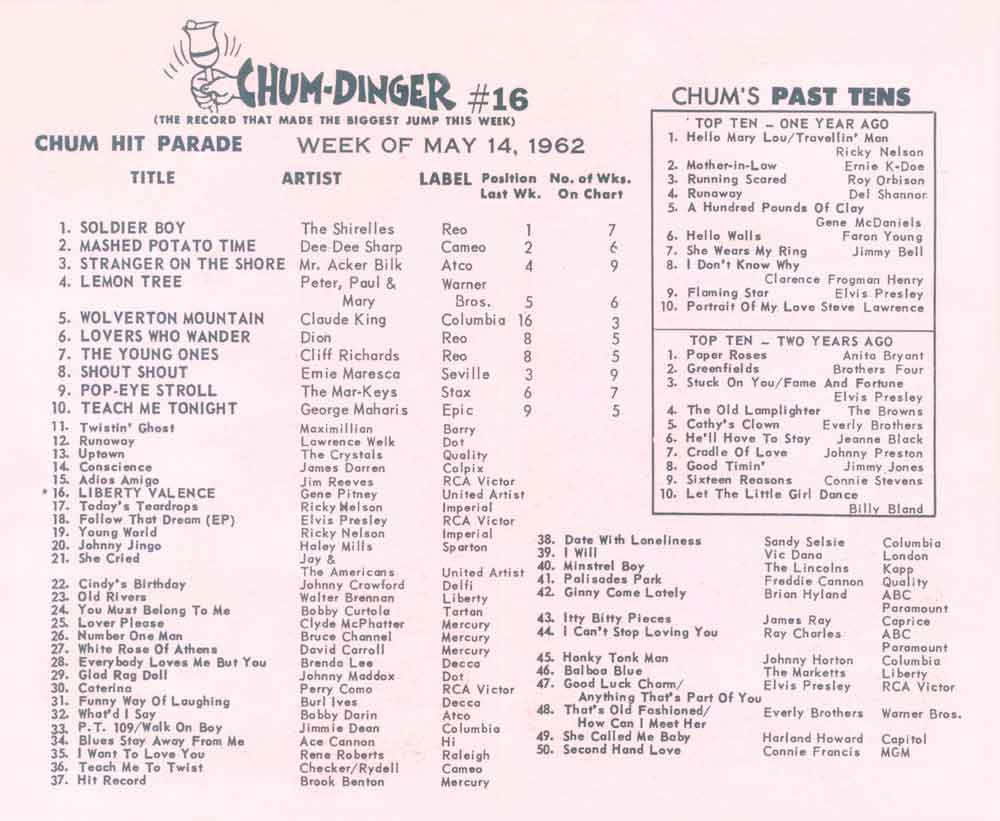 CHUM-DINGER #16
(THE RECORD THAT MADE THE BIGGEST JUMP THIS WEEK)
CHUM HIT PARADE WEEK OF MAY 14, 1962
TITLE ARTIST LABEL Position No. of Wks.
Last Wk. On Chart
1. SOLDIER BOY The Shirelles Reo 1 7
2. MASHED POTATO TIME Dee Dee Sharp Cameo 2 6
3. STRANGER ON THE SHORE Mr. Acker Bilk Atco 4 9
4. LEMON TREE Peter, Paul & Warner
Mary Bros. 5 6
5. WOLVERTON MOUNTAIN Claude King Columbia 16 3
6. LOVERS WHO WANDER Dion Reo 8 5
7. THE YOUNG ONES Cliff Richards Reo 8 5
8. SHOUT SHOUT Ernie Maresca Seville 3 9
9. POP-EYE STROLL The Mar-Keys Stax 6 7
10. TEACH ME TONIGHT George Maharis Epic 9 5
11. Twistin' Ghost Maximillian Barry
12. Runaway Lawrence Welk Dot
13. Uptown The Crystals Quality
14. Conscience James Darren Colpix
15. Adios Amigo Jim Reeves RCA Victor
* 16. LIBERTY VALENCE Gene Pitney United Artist
17. Today's Teardrops Ricky Nelson Imperial
18. Follow That Dream (EP) Elvis Presley RCA Victor
19. Young World Ricky Nelson Imperial
20. Johnny Jingo Haley Mills Sparton
21. She Cried Jay &
The Americans United Artist
22. Cindy's Birthday Johnny Crawford Delfi
23. Old Rivers Walter Brennan Liberty
24. You Must Belong To Me Bobby Curtola Tartan
25. Lover Please Clyde McPhatter Mercury
26. Number One Man Bruce Channel Mercury
27. White Rose Of Athens David Carroll Mercury
28. Everybody Loves Me But You Brenda Lee Decca
29. Glad Rag Doll Johnny Maddox Dot
30. Caterina Perry Como RCA Victor
31. Funny Way Of Laughing Burl Ives Decca
32. What'd I Say Bobby Darin Atco
33. P.T. 109/Walk On Boy Jimmie Dean Columbia
34. Blues Stay Away From Me Ace Cannon Hi
35. I Want To Love You Rene Roberts Raleigh
36. Teach Me To Twist Checker/Rydell Cameo
37. Hit Record Brook Benton Mercury
CHUM'S PAST TENS
TOP TEN - ONE YEAR AGO
1. Hello Mary Lou/Travellin' Man
Ricky Nelson
2. Mother-in-Law Ernie K-Doe
3. Running Scared Roy Orbison
4. Runaway Del Shannon
5. A Hundred Pounds Of Clay
Gene McDaniels
6. Hello Walls Faron Young
7. She Wears My Ring Jimmy Bell
8. I Don't Know Why
Clarence Frogman Henry
9. Flaming Star Elvis Presley
10. Portrait Of My Love Steve Lawrence
TOP TEN - TWO YEARS AGO
1. Paper Roses Anita Bryant
2. Greenfields Brothers Four
3. Stuck On You/Fame And Fortune
Elvis Presley
4. The Old Lamplighter The Browns
5. Cathy's Clown Everly Brothers
6. He'll Have To Stay Jeanne Black
7. Cradle Of Love Johnny Preston
8. Good Timin' Jimmy Jones
9. Sixteen Reasons Connie Stevens
10. Let The Little Girl Dance
Billy Bland
38. Date With Loneliness Sandy Selsie Columbia
39. I Will Vic Dana London
40. Minstrel Boy The Lincolns Kapp
41. Palisades Park Freddie Cannon Quality
42. Ginny Come Lately Brian Hyland ABC
Paramount
43. Itty Bitty Pieces James Ray Caprice
44. I Can't Stop Loving You Ray Charles ABC
Paramount
45. Honky Tonk Man Johnny Horton Columbia
46. Balboa Blue The Marketts Liberty
47. Good Luck Charm/ Elvis Presley RCA Victor
Anything That's Part Of You
48. That's Old Fashioned/ Everly Brothers Warner Bros.
How Can I Meet Her
49. She Called Me Baby Harland Howard Capitol
50. Second Hand Love Connie Francis MGM